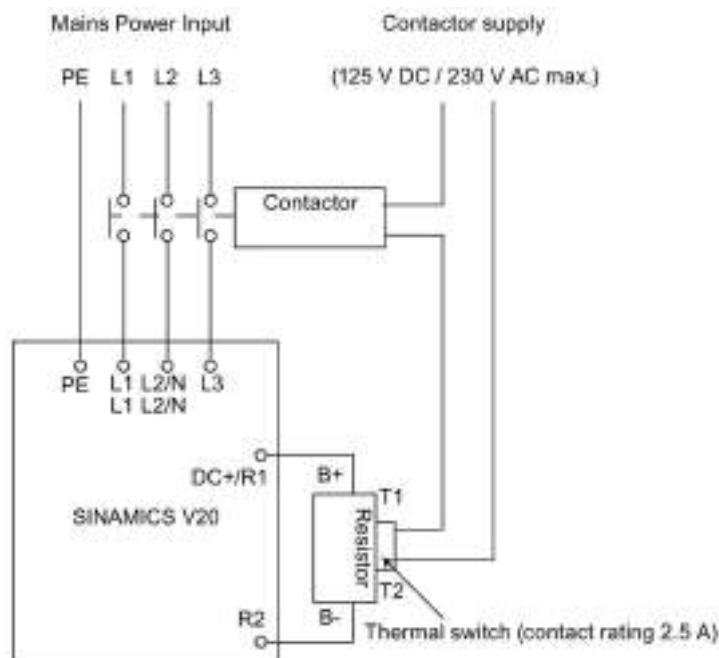 Mains Power Input
Contactor supply
PE L1 L2 L3
(125 V DC / 230 V AC max.)
Contactor
PE L1 L2/N L3
L1 L2/N
DC+/R1
B+
T1
SINAMICS V20
Resistor
T2
R2
B-
Thermal switch (contact rating 2.5 A)